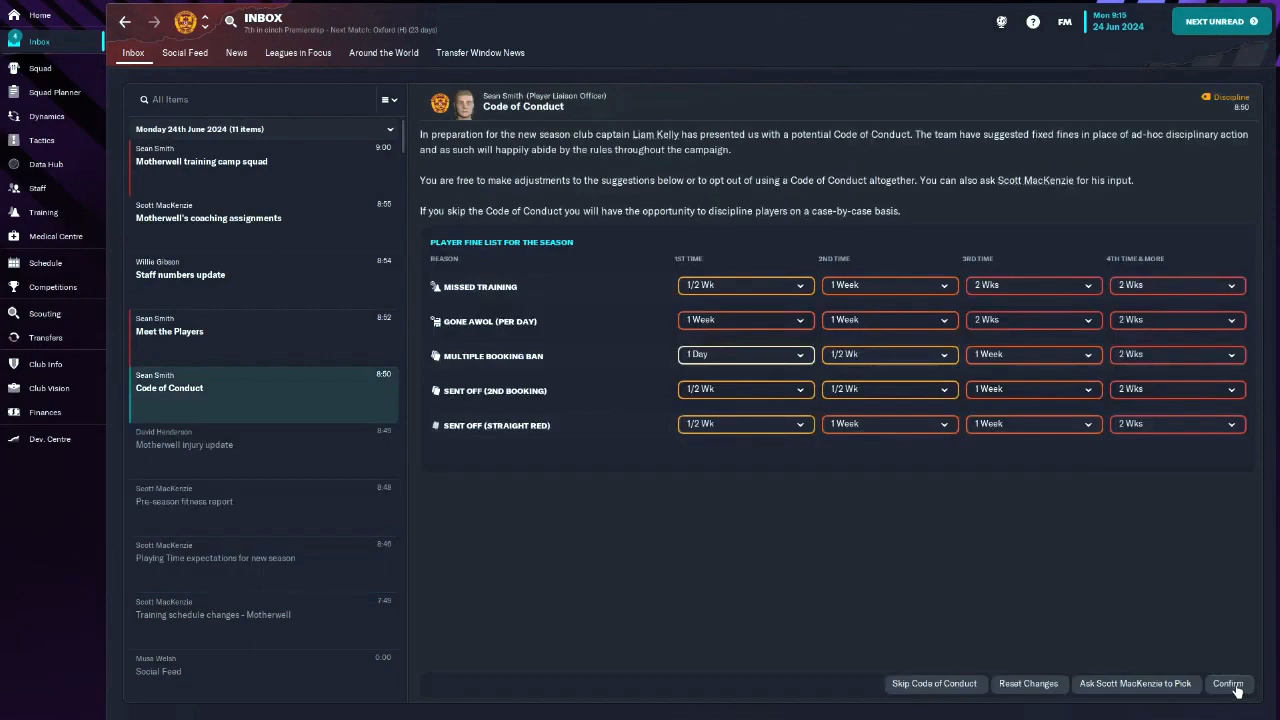 Home
INBOX
7th in cinch Premiership - Next Match: Oxford (H) (23 days)
FM
Mon 9:15
24 Jun 2024
NEXT UNREAD
4
Inbox
Squad
Squad Planner
Dynamics
Tactics
Data Hub
Staff
Training
Medical Centre
Schedule
Competitions
Scouting
Transfers
Club Info
Club Vision
Finances
Dev. Centre
Inbox
Social Feed
News
Leagues in Focus
Around the World
Transfer Window News
All Items
Monday 24th June 2024 (11 items)
Sean Smith 9:00
Motherwell training camp squad
Scott MacKenzie 8:55
Motherwell's coaching assignments
Willie Gibson 8:54
Staff numbers update
Sean Smith 8:52
Meet the Players
Sean Smith 8:50
Code of Conduct
David Henderson 8:49
Motherwell injury update
Scott MacKenzie 8:48
Pre-season fitness report
Scott MacKenzie 8:46
Playing Time expectations for new season
Scott MacKenzie 7:49
Training schedule changes - Motherwell
Muse Welsh 0:00
Social Feed
Sean Smith (Player Liaison Officer)
Code of Conduct
Discipline
8:50
In preparation for the new season club captain Liam Kelly has presented us with a potential Code of Conduct. The team have suggested fixed fines in place of ad-hoc disciplinary action
and as such will happily abide by the rules throughout the campaign.
You are free to make adjustments to the suggestions below or to opt out of using a Code of Conduct altogether. You can also ask Scott MacKenzie for his input.
If you skip the Code of Conduct you will have the opportunity to discipline players on a case-by-case basis.
PLAYER FINE LIST FOR THE SEASON
REASON 1ST TIME 2ND TIME 3RD TIME 4TH TIME & MORE
MISSED TRAINING 1/2 Wk 1 Week 2 Wks 2 Wks
GONE AWOL (PER DAY) 1 Week 1 Week 2 Wks 2 Wks
MULTIPLE BOOKING BAN 1 Day 1/2 Wk 1 Week 2 Wks
SENT OFF (2ND BOOKING) 1/2 Wk 1/2 Wk 1 Week 2 Wks
SENT OFF (STRAIGHT RED) 1/2 Wk 1 Week 1 Week 2 Wks
Skip Code of Conduct
Reset Changes
Ask Scott MacKenzie to Pick
Confirm